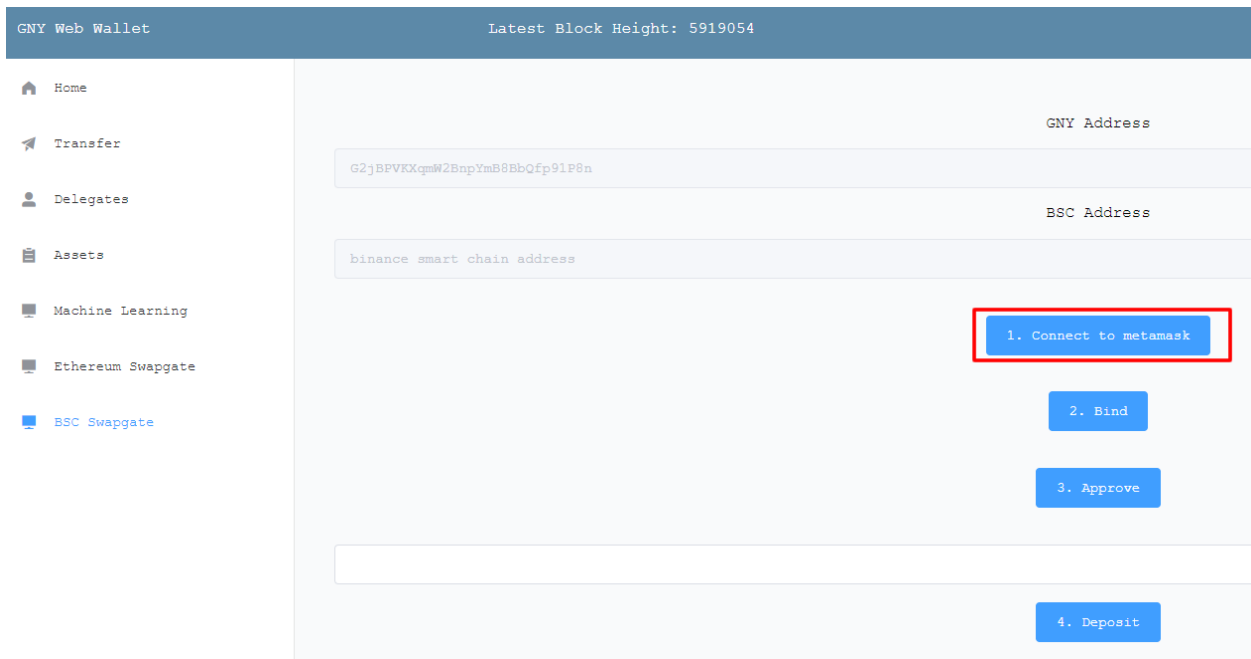 GNY Web Wallet
Latest Block Height: 5919054
Home
Transfer
Delegates
Assets
Machine Learning
Ethereum Swapgate
BSC Swapgate
GNY Address
G2jBPVKXqmW2BnpYmB8BbQfp91P8n
BSC Address
binance smart chain address
1. Connect to metamask
2. Bind
3. Approve
4. Deposit